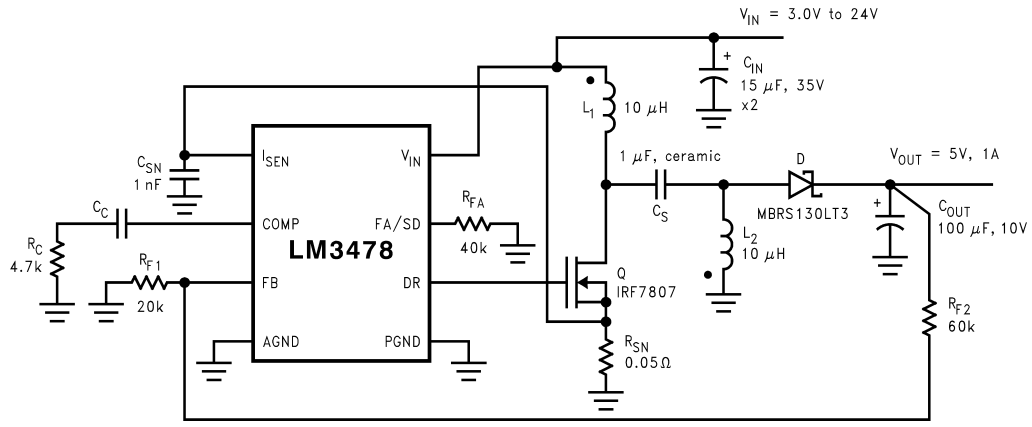 V_IN = 3.0V to 24V
+
C_IN
15 μF, 35V
x2
L_1
10 μH
I_SEN
V_IN
C_SN
1 nF
1 μF, ceramic
C_S
D
MBRS130LT3
V_OUT = 5V, 1A
+
C_OUT
100 μF, 10V
C_C
COMP
FA/SD
R_FA
40k
L_2
10 μH
R_C
4.7k
LM3478
R_F1
20k
FB
DR
Q
IRF7807
R_F2
60k
AGND
PGND
R_SN
0.05Ω